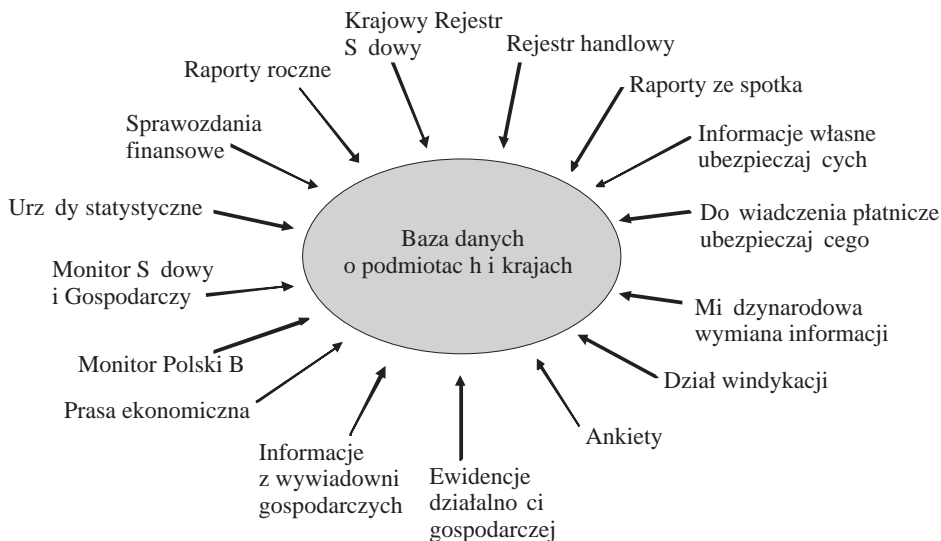 Krajowy Rejestr
S dowy
Rejestr handlowy
Raporty roczne
Raporty ze spotka
Sprawozdania
finansowe
Informacje własne
ubezpieczaj cych
Urz dy statystyczne
Do wiadczenia płatnicze
ubezpieczaj cego
Baza danych
o podmiotac h i krajach
Monitor S dowy
i Gospodarczy
Mi dzynarodowa
wymiana informacji
Monitor Polski B
Dział windykacji
Prasa ekonomiczna
Ankiety
Informacje
z wywiadowni
gospodarczych
Ewidencje
działalno ci
gospodarczej